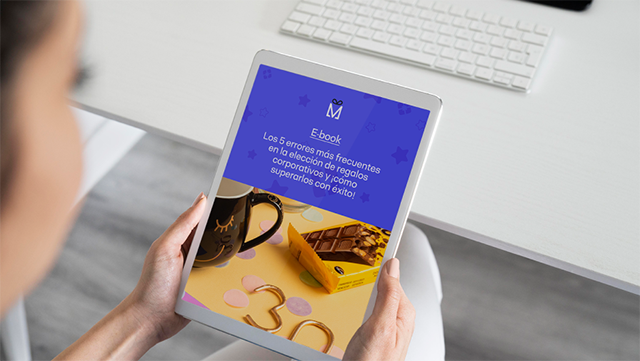 M
E-book
Los 5 errores más frecuentes
en la elección de regalos
corporativos y ¡cómo
superarlos con éxito!